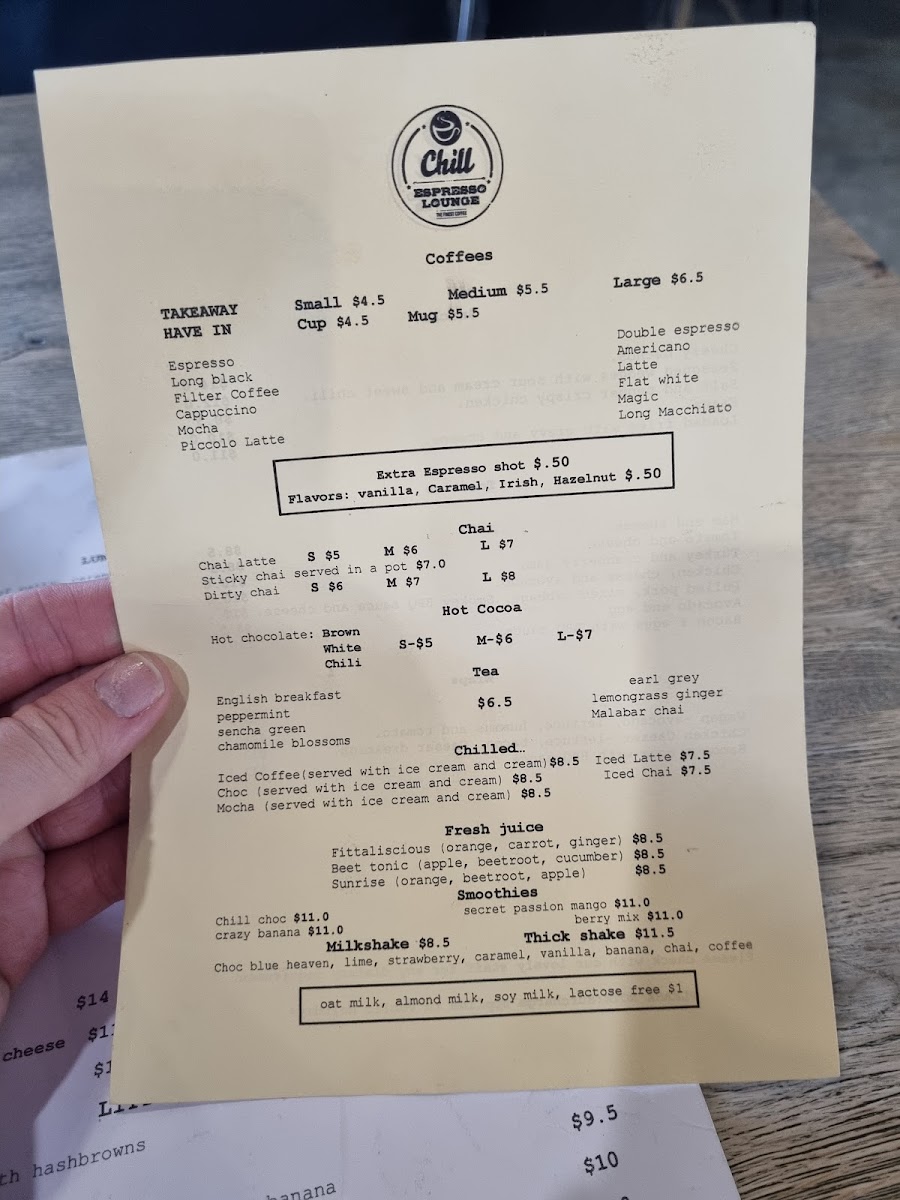 Chill
ESPRESSO
LOUNGE
THE FINEST COFFEE
Coffees
TAKEAWAY Small $4.5 Medium $5.5 Large $6.5
HAVE IN Cup $4.5 Mug $5.5
Espresso Double espresso
Long black Americano
Filter Coffee Latte
Cappuccino Flat white
Mocha Magic
Piccolo Latte Long Macchiato
Extra Espresso shot $.50
Flavors: vanilla, Caramel, Irish, Hazelnut $.50
Chai
Chai latte S $5 M $6 L $7
Sticky chai served in a pot $7.0
Dirty chai S $6 M $7 L $8
Hot Cocoa
Hot chocolate: Brown
White S-$5 M-$6 L-$7
Chili
Tea
English breakfast earl grey
peppermint $6.5 lemongrass ginger
sencha green Malabar chai
chamomile blossoms
Chilled…
Iced Coffee(served with ice cream and cream)$8.5 Iced Latte $7.5
Choc (served with ice cream and cream) $8.5 Iced Chai $7.5
Mocha (served with ice cream and cream) $8.5
Fresh juice
Fittaliscious (orange, carrot, ginger) $8.5
Beet tonic (apple, beetroot, cucumber) $8.5
Sunrise (orange, beetroot, apple) $8.5
Smoothies
Chill choc $11.0 secret passion mango $11.0
crazy banana $11.0 berry mix $11.0
Milkshake $8.5 Thick shake $11.5
Choc blue heaven, lime, strawberry, caramel, vanilla, banana, chai, coffee
oat milk, almond milk, soy milk, lactose free $1
$14
cheese
$9.5
hashbrowns
$10